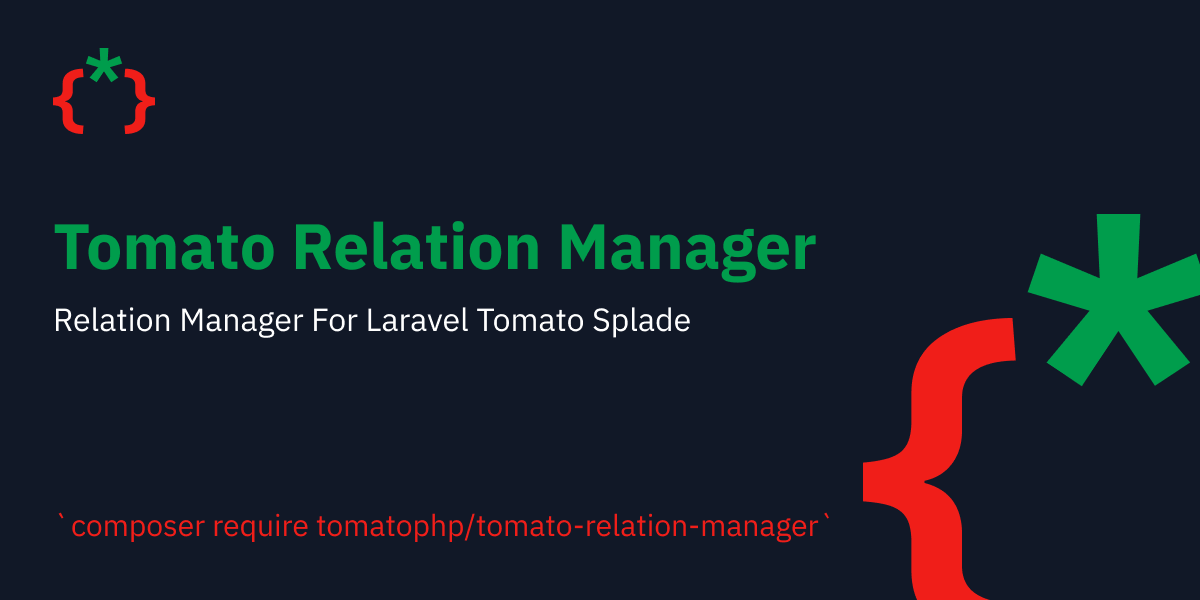 {*}
Tomato Relation Manager
Relation Manager For Laravel Tomato Splade
`composer require tomatophp/tomato-relation-manager`
{*